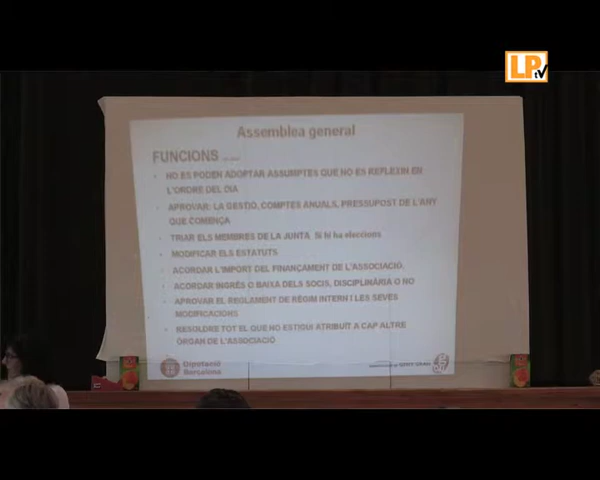 LP
tv
Assemblea general
FUNCIONS
• NO ES PODEN ADOPTAR ASSUMPTES QUE NO ES REFLEXIN EN
L'ORDRE DEL DIA
• APROVAR: LA GESTIÓ, COMPTES ANUALS, PRESSUPOST DE L'ANY
QUE COMENÇA
• TRIAR ELS MEMBRES DE LA JUNTA Si hi ha eleccions
• MODIFICAR ELS ESTATUTS
• ACORDAR L'IMPORT DEL FINANÇAMENT DE L'ASSOCIACIÓ.
• ACORDAR INGRÉS O BAIXA DELS SOCIS, DISCIPLINÀRIA O NO
• APROVAR EL REGLAMENT DE RÈGIM INTERN I LES SEVES
MODIFICACIONS
• RESOLDRE TOT EL QUE NO ESTIGUI ATRIBUÏT A CAP ALTRE
ÒRGAN DE L'ASSOCIACIÓ
Diputació
Barcelona